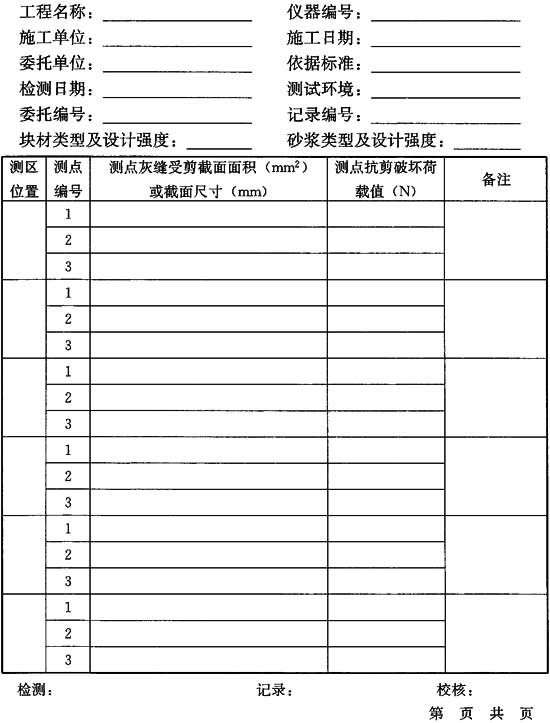 工程名称： 仪器编号：
施工单位： 施工日期：
委托单位： 依据标准：
检测日期： 测试环境：
委托编号： 记录编号：
块材类型及设计强度： 砂浆类型及设计强度：
测区 测点 测点灰缝受剪截面面积（mm²） 测点抗剪破坏荷 备注
位置 编号 或截面尺寸（mm） 载值（N）
1
2
3
1
2
3
1
2
3
1
2
3
1
2
3
1
2
3
检测： 记录： 校核：
第 页 共 页